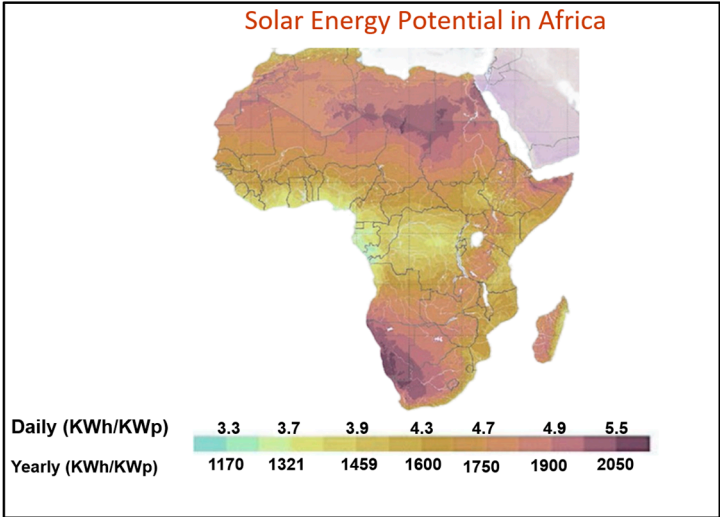 Solar Energy Potential in Africa
Daily (KWh/KWp) 3.3 3.7 3.9 4.3 4.7 4.9 5.5
Yearly (KWh/KWp) 1170 1321 1459 1600 1750 1900 2050